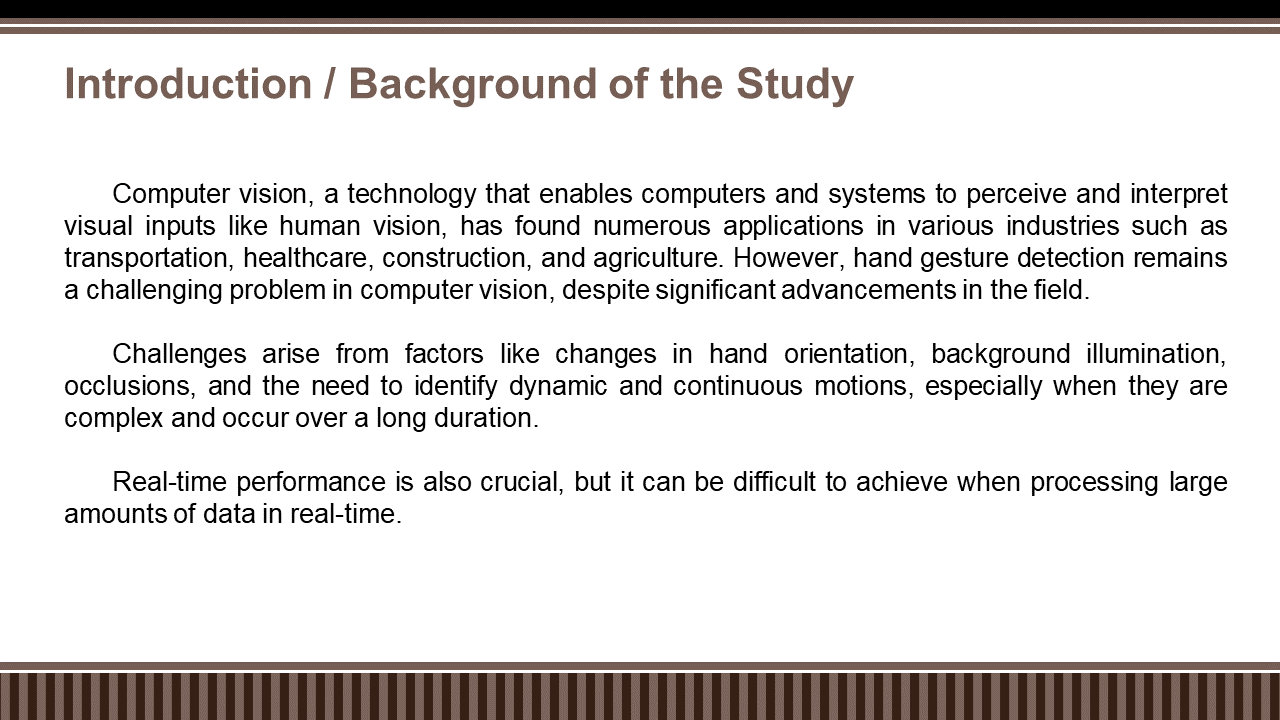 Introduction / Background of the Study
Computer vision, a technology that enables computers and systems to perceive and interpret
visual inputs like human vision, has found numerous applications in various industries such as
transportation, healthcare, construction, and agriculture. However, hand gesture detection remains
a challenging problem in computer vision, despite significant advancements in the field.
Challenges arise from factors like changes in hand orientation, background illumination,
occlusions, and the need to identify dynamic and continuous motions, especially when they are
complex and occur over a long duration.
Real-time performance is also crucial, but it can be difficult to achieve when processing large
amounts of data in real-time.